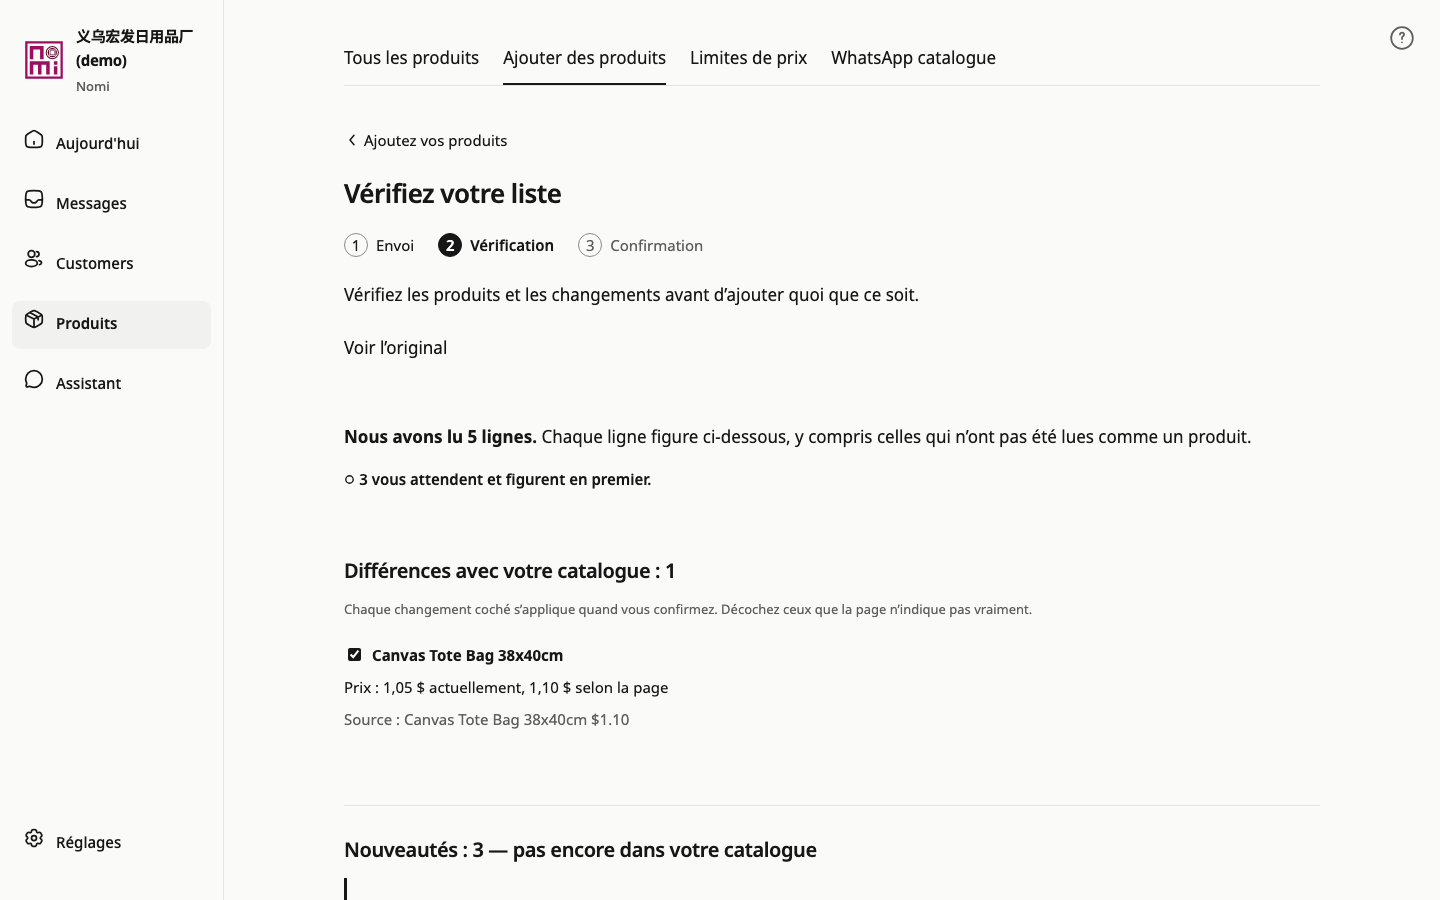 义乌宏发日用品厂
(demo)
Nomi
Aujourd'hui
Messages
Customers
Produits
Assistant
Réglages
Tous les produits
Ajouter des produits
Limites de prix
WhatsApp catalogue
Ajoutez vos produits
Vérifiez votre liste
1 Envoi
2 Vérification
3 Confirmation
Vérifiez les produits et les changements avant d’ajouter quoi que ce soit.
Voir l’original
Nous avons lu 5 lignes. Chaque ligne figure ci-dessous, y compris celles qui n’ont pas été lues comme un produit.
3 vous attendent et figurent en premier.
Différences avec votre catalogue : 1
Chaque changement coché s’applique quand vous confirmez. Décochez ceux que la page n’indique pas vraiment.
Canvas Tote Bag 38x40cm
Prix : 1,05 $ actuellement, 1,10 $ selon la page
Source : Canvas Tote Bag 38x40cm $1.10
Nouveautés : 3 — pas encore dans votre catalogue